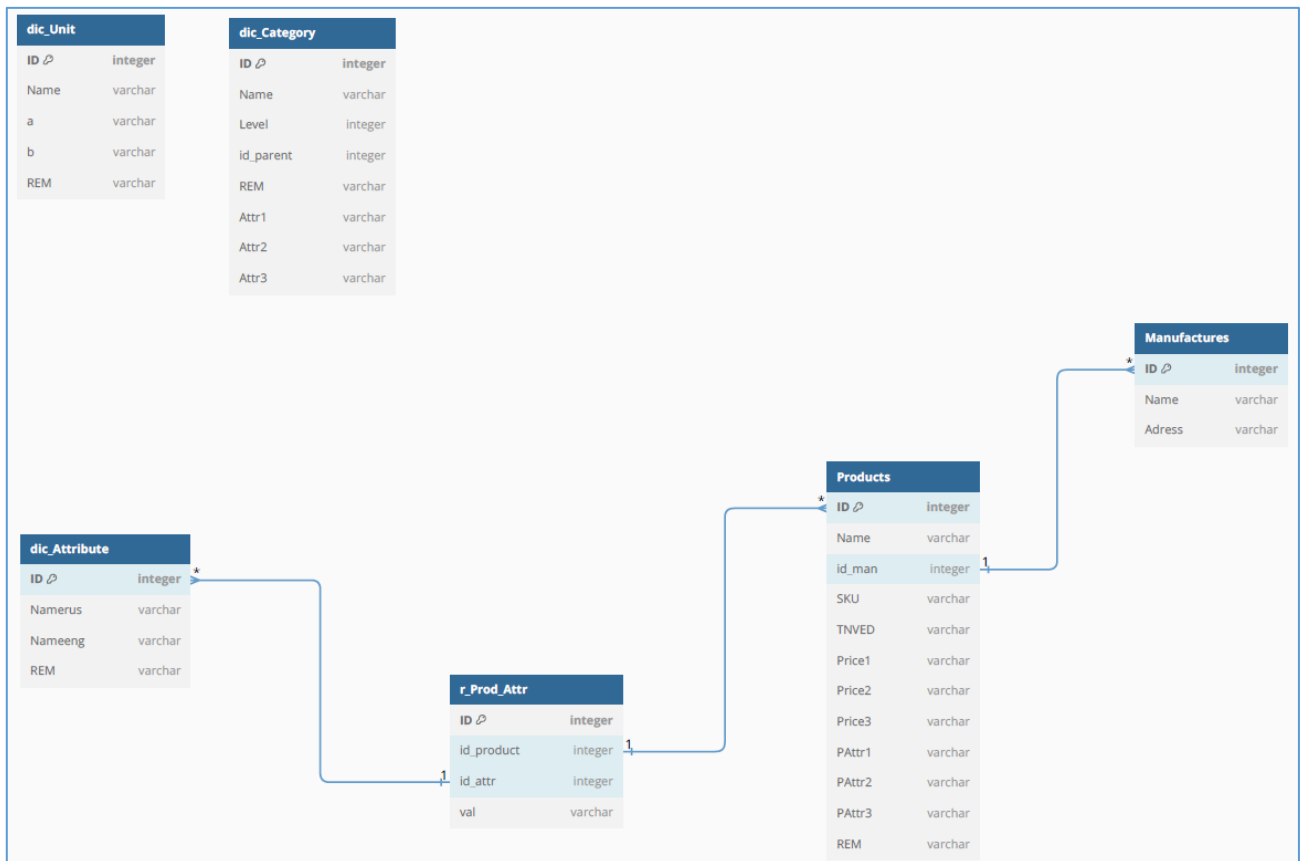 dic_Unit
ID integer
Name varchar
a varchar
b varchar
REM varchar
dic_Category
ID integer
Name varchar
Level integer
id_parent integer
REM varchar
Attr1 varchar
Attr2 varchar
Attr3 varchar
Manufactures
* ID integer
Name varchar
Adress varchar
Products
* ID integer
Name varchar
id_man integer 1
SKU varchar
TNVED varchar
Price1 varchar
Price2 varchar
Price3 varchar
PAttr1 varchar
PAttr2 varchar
PAttr3 varchar
REM varchar
dic_Attribute
ID integer *
Namerus varchar
Nameeng varchar
REM varchar
r_Prod_Attr
ID integer
id_product integer 1
1 id_attr integer
val varchar